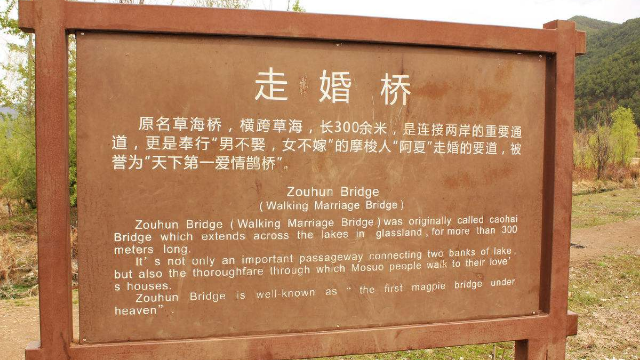 走婚桥
原名草海桥，横跨草海，长300余米，是连接两岸的重要通
道，更是奉行"男不娶，女不嫁"的摩梭人"阿夏"走婚的要道，被
誉为"天下第一爱情鹊桥"。
Zouhun Bridge
(Walking Marriage Bridge)
Zouhun Bridge (Walking Marriage Bridge) was originally called caohai
Bridge which extends across the lakes in glassland, for more than 300
meters long.
It's not only an important passageway connecting two banks of lake,
but also the thoroughfare through which Mosuo people walk to their love'
s houses.
Zouhun Bridge is well-known as "the first magpie bridge under
heaven".